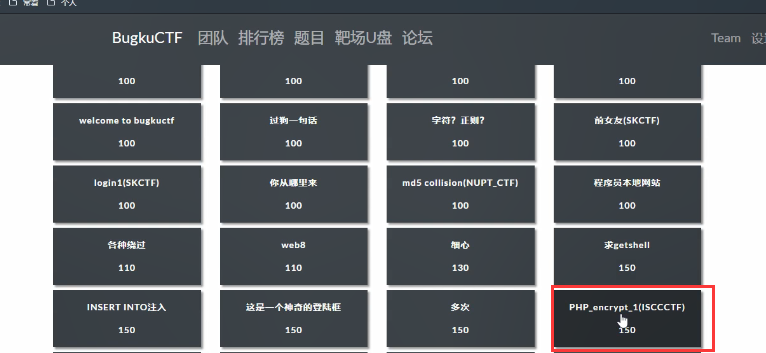 常看 个人
BugkuCTF 团队 排行榜 题目 靶场U盘 论坛 Team
100 100 100 100
welcome to bugkuctf 过狗一句话 字符？正则？ 前女友(SKCTF)
100 100 100 100
login1(SKCTF) 你从哪里来 md5 collision(NUPT_CTF) 程序员本地网站
100 100 100 100
各种绕过 web8 细心 求getshell
110 110 130 150
INSERT INTO注入 这是一个神奇的登陆框 多次 PHP_encrypt_1(ISCCCTF)
150 150 150 150